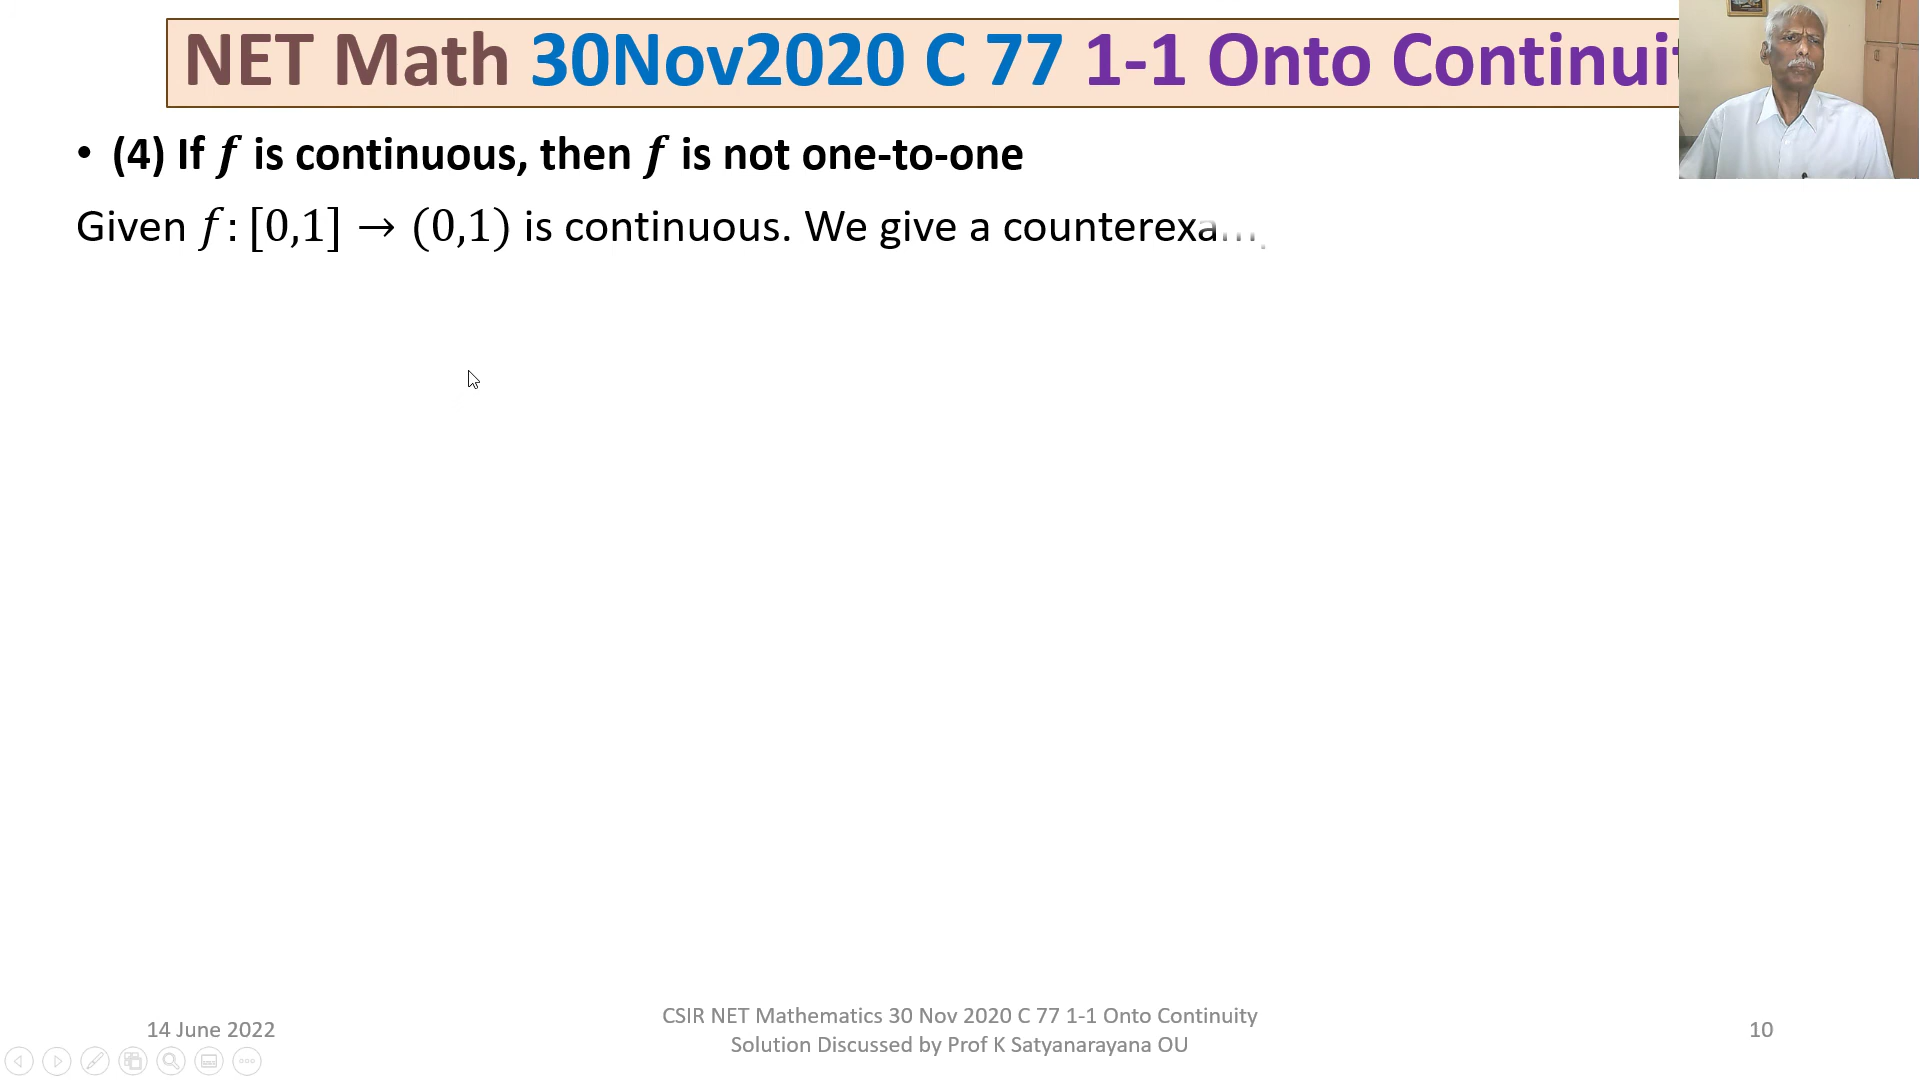 NET Math 30Nov2020 C 77 1-1 Onto Continuit
• (4) If f is continuous, then f is not one-to-one
Given f: [0,1] → (0,1) is continuous. We give a
14 June 2022
CSIR NET Mathematics 30 Nov 2020 C 77 1-1 Onto Continuity
Solution Discussed by Prof K Satyanarayana OU
10